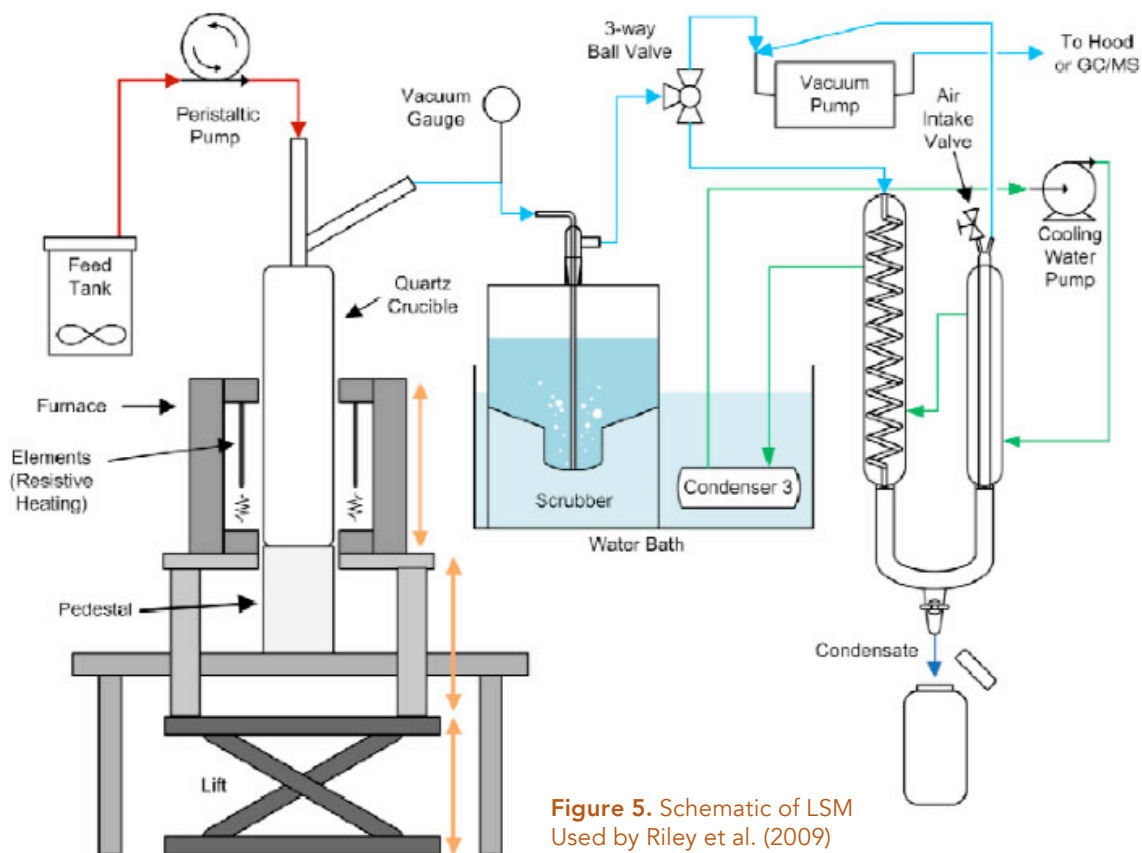 Peristaltic
Pump
Feed
Tank
Vacuum
Gauge
3-way
Ball Valve
Vacuum
Pump
To Hood
or GC/MS
Air
Intake
Valve
Cooling
Water
Pump
Quartz
Crucible
Furnace
Elements
(Resistive
Heating)
Scrubber
Condenser 3
Water Bath
Pedestal
Condensate
Lift
Figure 5. Schematic of LSM
Used by Riley et al. (2009)